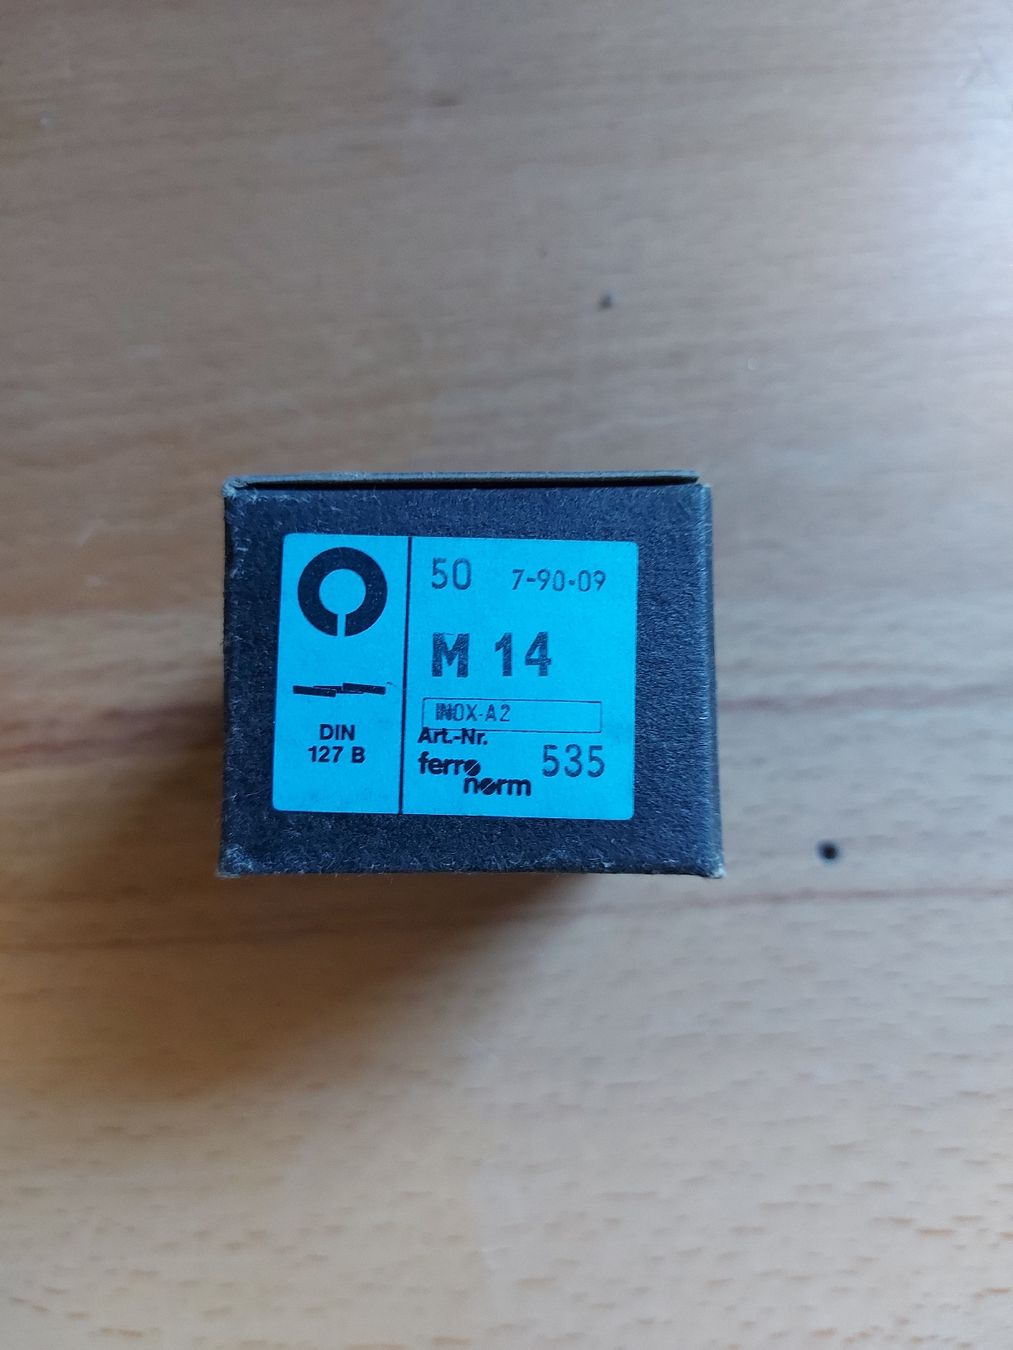 DIN
127 B
50 7-90-09
M 14
INOX-A2
Art.-Nr.
ferro
norm
535